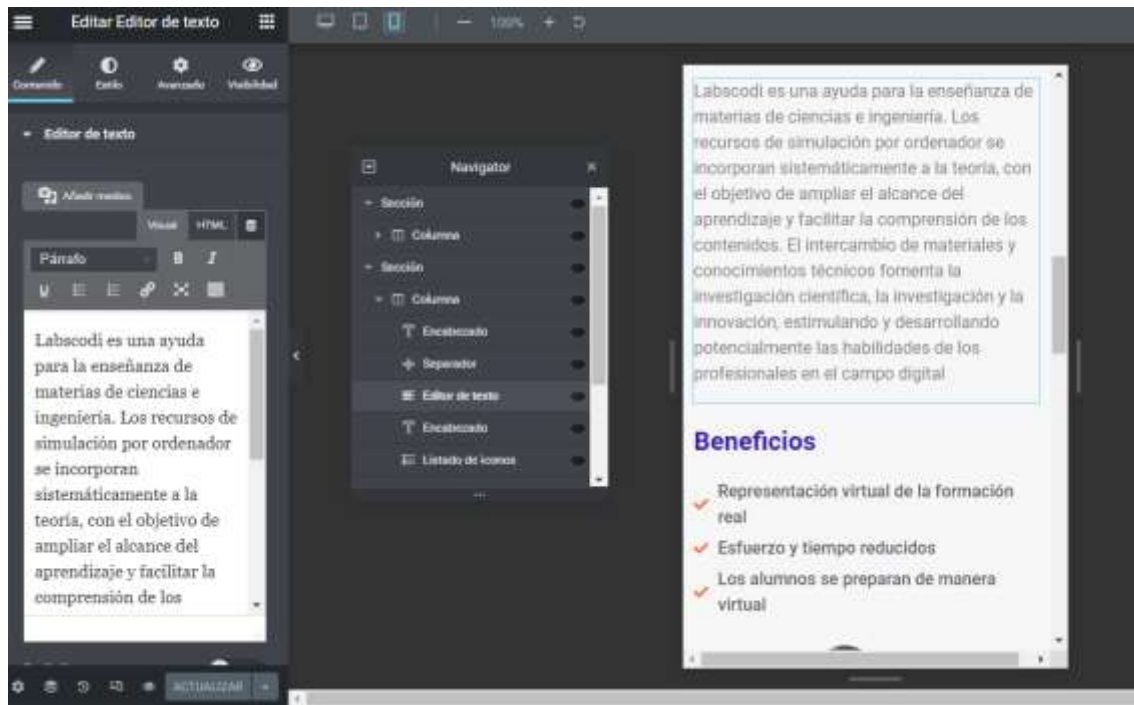 Editar Editor de texto
100%
Contenido
Estilo
Avanzado
Visibilidad
Editor de texto
Añadir medios
Visual
HTML
Párrafo
B
I
U
Labscodi es una ayuda
para la enseñanza de
materias de ciencias e
ingeniería. Los recursos de
simulación por ordenador
se incorporan
sistemáticamente a la
teoría, con el objetivo de
ampliar el alcance del
aprendizaje y facilitar la
comprensión de los
ACTUALIZAR
Navigator
Sección
Columna
Sección
Columna
Encabezado
Separador
Editor de texto
Encabezado
Listado de iconos
Labscodi es una ayuda para la enseñanza de
materias de ciencias e ingeniería. Los
recursos de simulación por ordenador se
incorporan sistemáticamente a la teoría, con
el objetivo de ampliar el alcance del
aprendizaje y facilitar la comprensión de los
contenidos. El intercambio de materiales y
conocimientos técnicos fomenta la
investigación científica, la investigación y la
innovación, estimulando y desarrollando
potencialmente las habilidades de los
profesionales en el campo digital
Beneficios
Representación virtual de la formación
real
Esfuerzo y tiempo reducidos
Los alumnos se preparan de manera
virtual